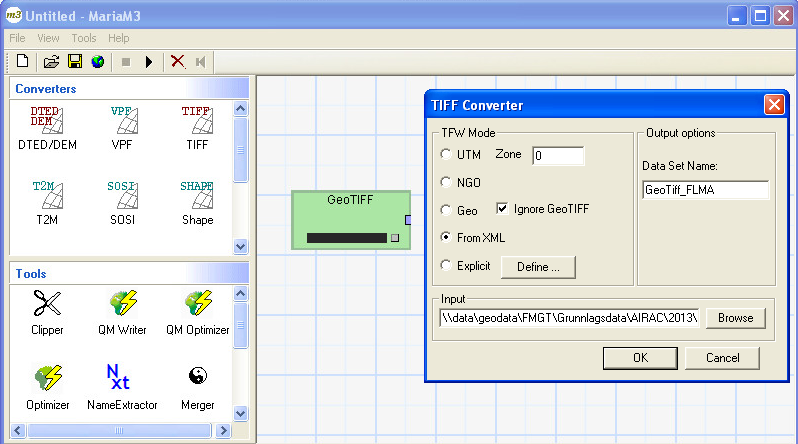 m3 Untitled - MariaM3
File View Tools Help
Converters
DTED DEM VPF TIFF
DTED/DEM VPF TIFF
T2M SOSI SHAPE
T2M SOSI Shape
Tools
Clipper QM Writer QM Optimizer
Nxt
Optimizer NameExtractor Merger
GeoTIFF
TIFF Converter
TFW Mode
UTM Zone 0
NGO
Geo Ignore GeoTIFF
From XML
Explicit Define ...
Output options
Data Set Name:
GeoTiff_FLMA
Input
\\data\geodata\FMGT\Grunnlagsdata\AIRAC\2013\ Browse
OK Cancel